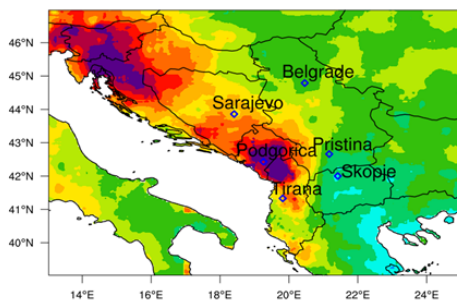 46°N
45°N
44°N
43°N
42°N
41°N
40°N
Belgrade
Sarajevo
Podgorica
Pristina
Skopje
Tirana
14°E 16°E 18°E 20°E 22°E 24°E